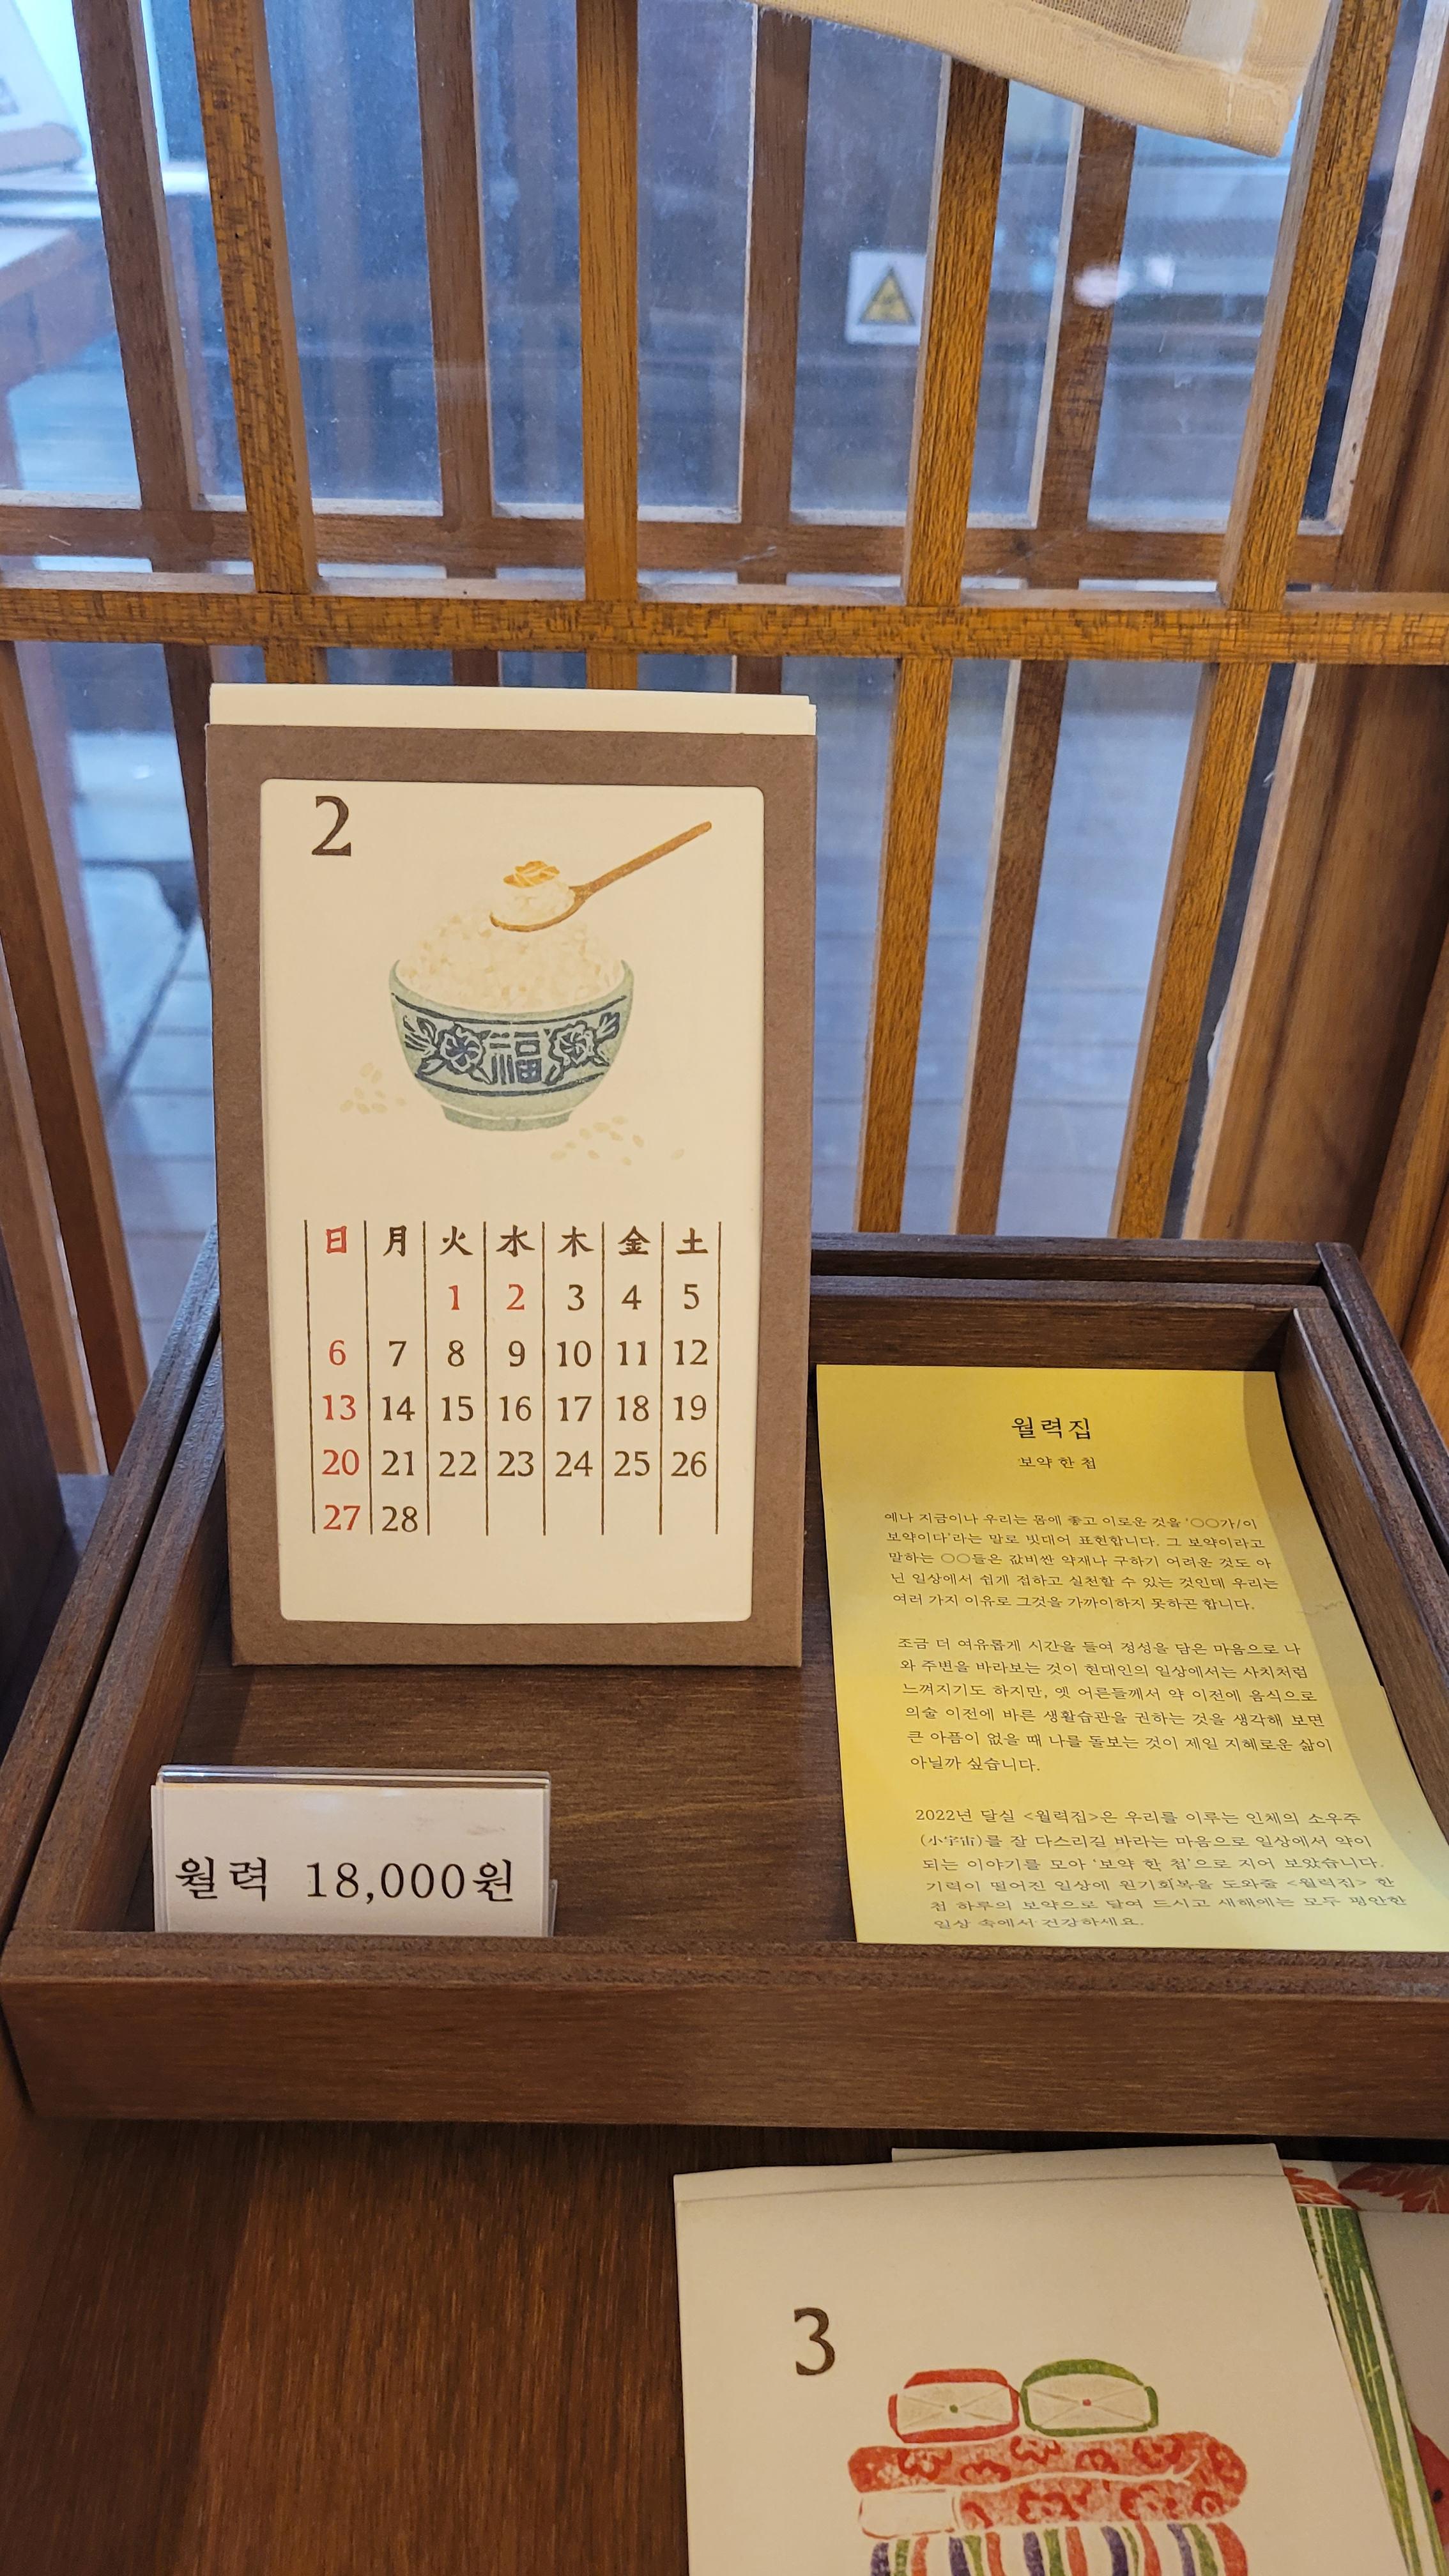 2
福
日 月 火 水 木 金 土
1 2 3 4 5
6 7 8 9 10 11 12
13 14 15 16 17 18 19
20 21 22 23 24 25 26
27 28
월력집
보약 한 첩
예나 지금이나 우리는 몸에 좋고 이로운 것을 '○○가/이
보약이다'라는 말로 빗대어 표현합니다. 그 보약이라고
말하는 ○○들은 값비싼 약재나 구하기 어려운 것도 아
닌 일상에서 쉽게 접하고 실천할 수 있는 것인데 우리는
여러 가지 이유로 그것을 가까이하지 못하곤 합니다.
조금 더 여유롭게 시간을 들여 정성을 담은 마음으로 나
와 주변을 바라보는 것이 현대인의 일상에서는 사치처럼
느껴지기도 하지만, 옛 어른들께서 약 이전에 음식으로
의술 이전에 바른 생활습관을 권하는 것을 생각해 보면
큰 아픔이 없을 때 나를 돌보는 것이 제일 지혜로운 삶이
아닐까 싶습니다.
2022년 달실 <월력집>은 우리를 이루는 인체의 소우주
(小宇宙)를 잘 다스리길 바라는 마음으로 일상에서 약이
되는 이야기를 모아 '보약 한 첩'으로 지어 보았습니다.
기력이 떨어진 일상에 원기회복을 도와줄 <월력집> 한
첩 하루의 보약으로 달여 드시고 새해에는 모두 평안한
일상 속에서 건강하세요.
월력 18,000원
3